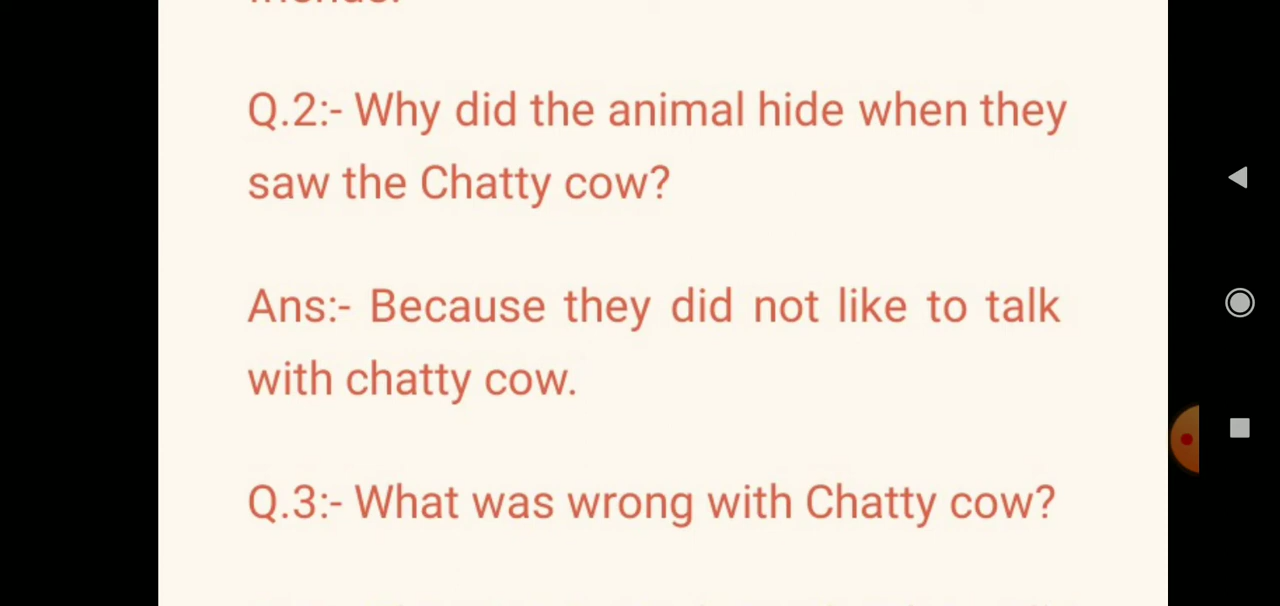 Q.2:- Why did the animal hide when they
saw the Chatty cow?
Ans:- Because they did not like to talk
with chatty cow.
Q.3:- What was wrong with Chatty cow?